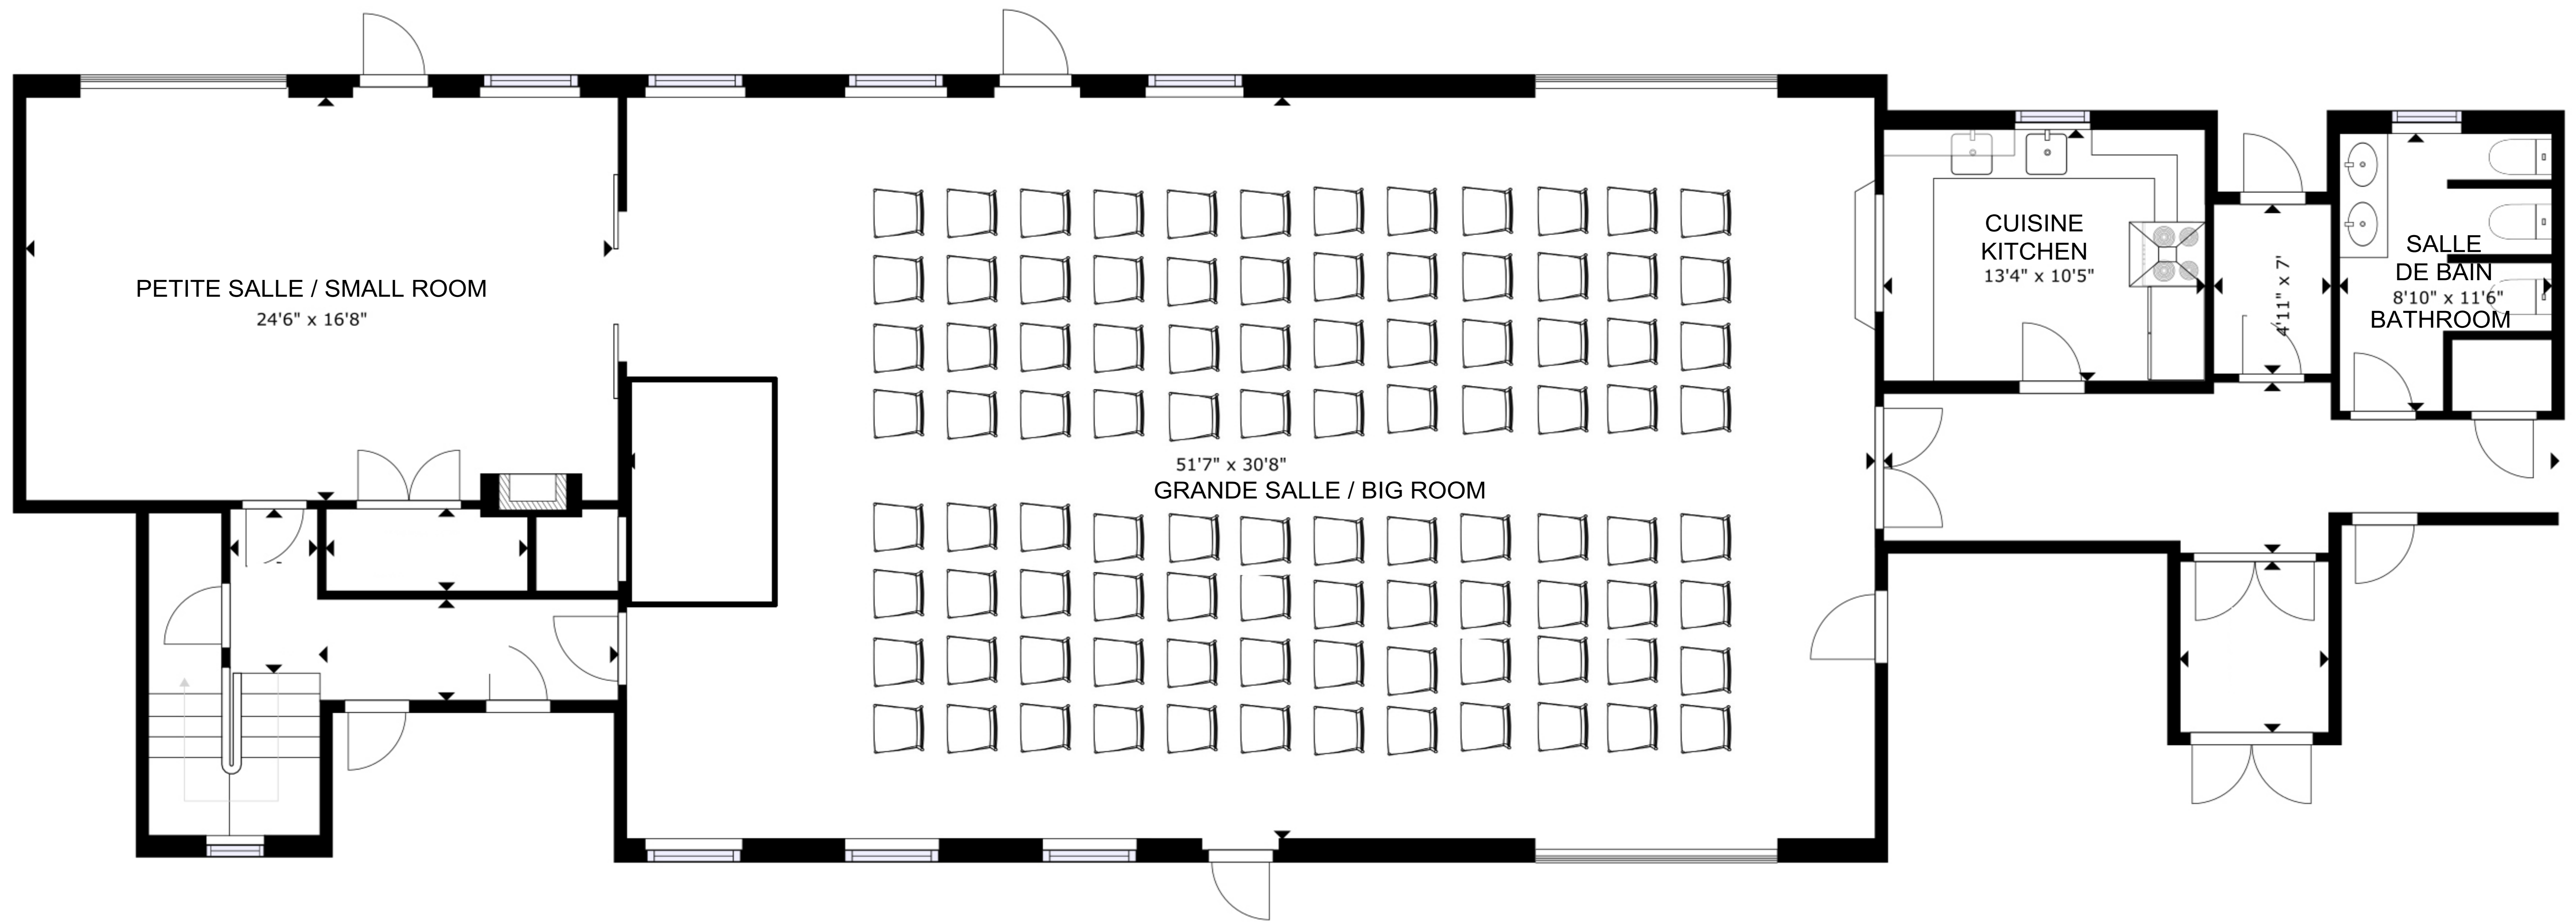 PETITE SALLE / SMALL ROOM
24'6" x 16'8"
51'7" x 30'8"
GRANDE SALLE / BIG ROOM
CUISINE
KITCHEN
13'4" x 10'5"
4'11" x 7'
SALLE
DE BAIN
8'10" x 11'6"
BATHROOM